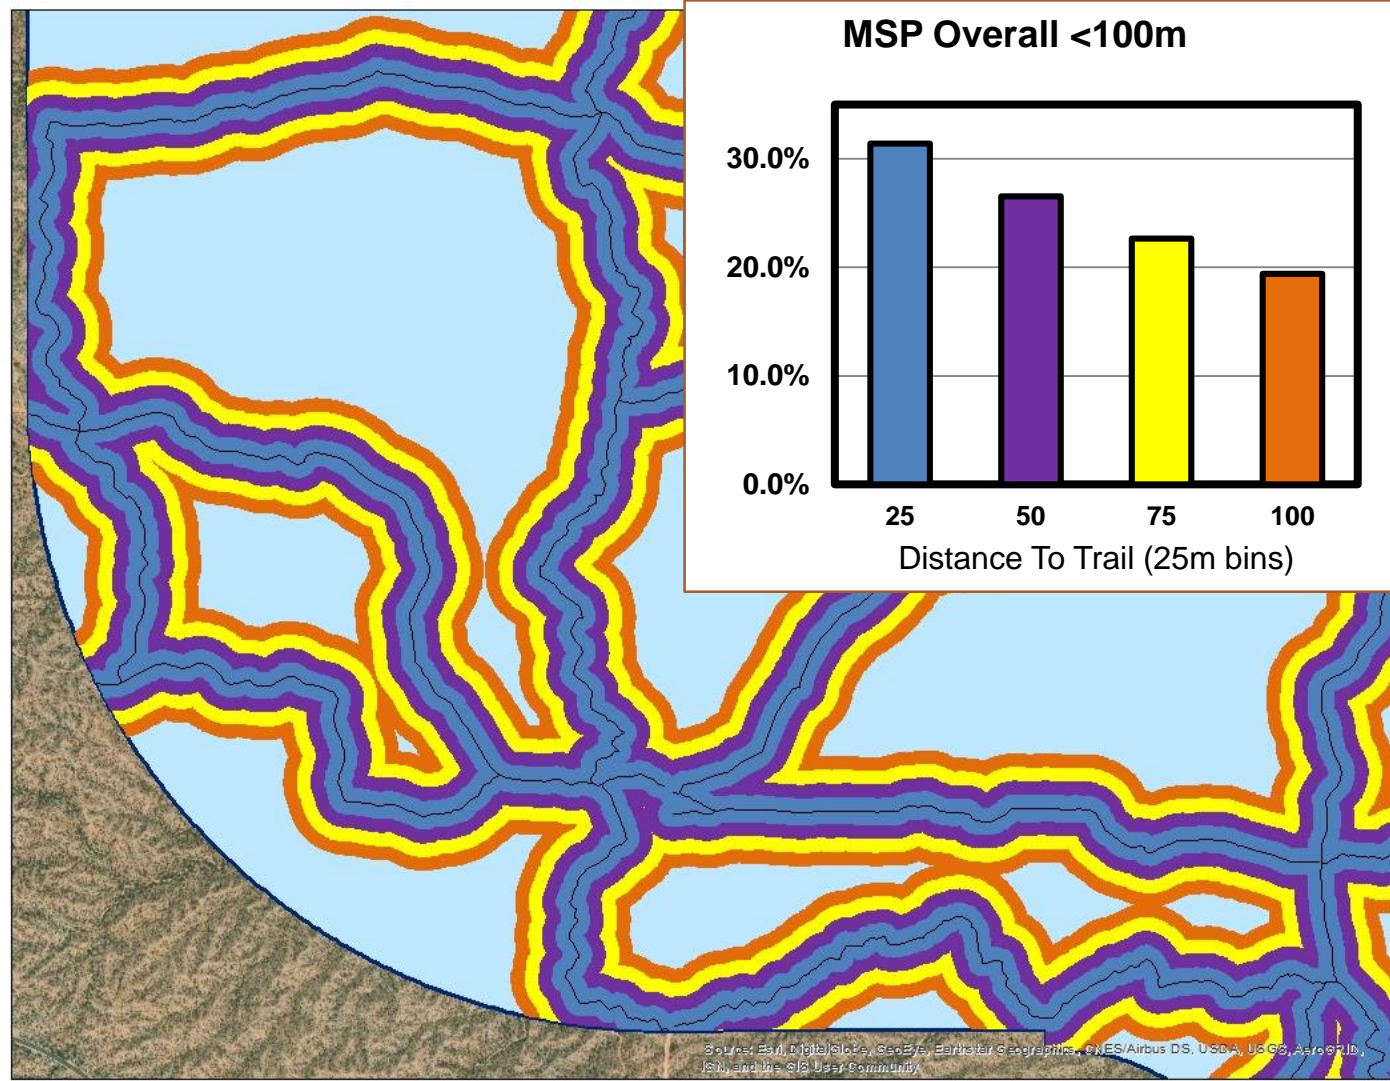 MSP Overall <100m
30.0%
20.0%
10.0%
0.0%
25 50 75 100
Distance To Trail (25m bins)
Source: Esri, DigitalGlobe, GeoEye, Earthstar Geographics, CNES/Airbus DS, USDA, USGS, AeroGRID,
IGN, and the GIS User Community